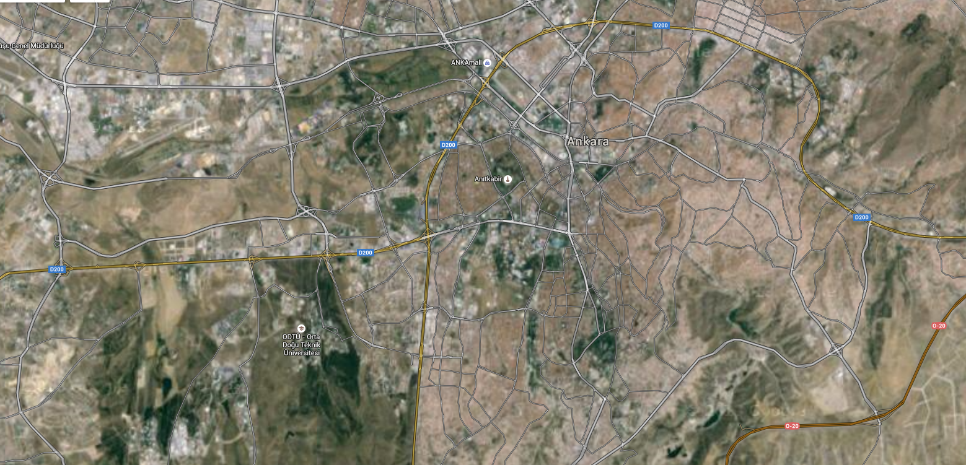 D200
ANKAmall
D200
Ankara
Anıtkabir
D200
D200
D200
ODTÜ - Orta
Doğu Teknik
Üniversitesi
O-20
O-20